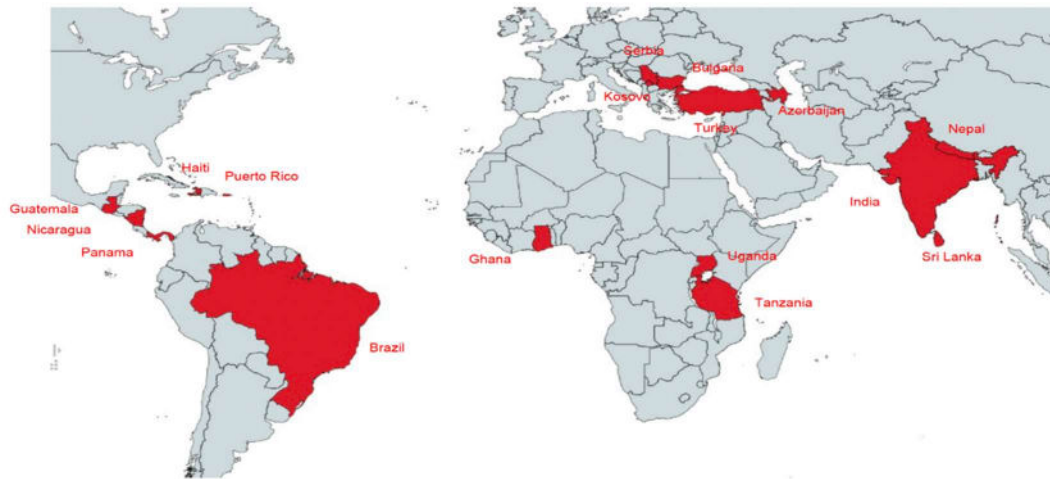 Serbia
Bulgaria
Kosovo
Azerbaijan
Turkey
Nepal
Haiti
Puerto Rico
Guatemala
India
Nicaragua
Panama
Ghana
Uganda
Sri Lanka
Tanzania
Brazil